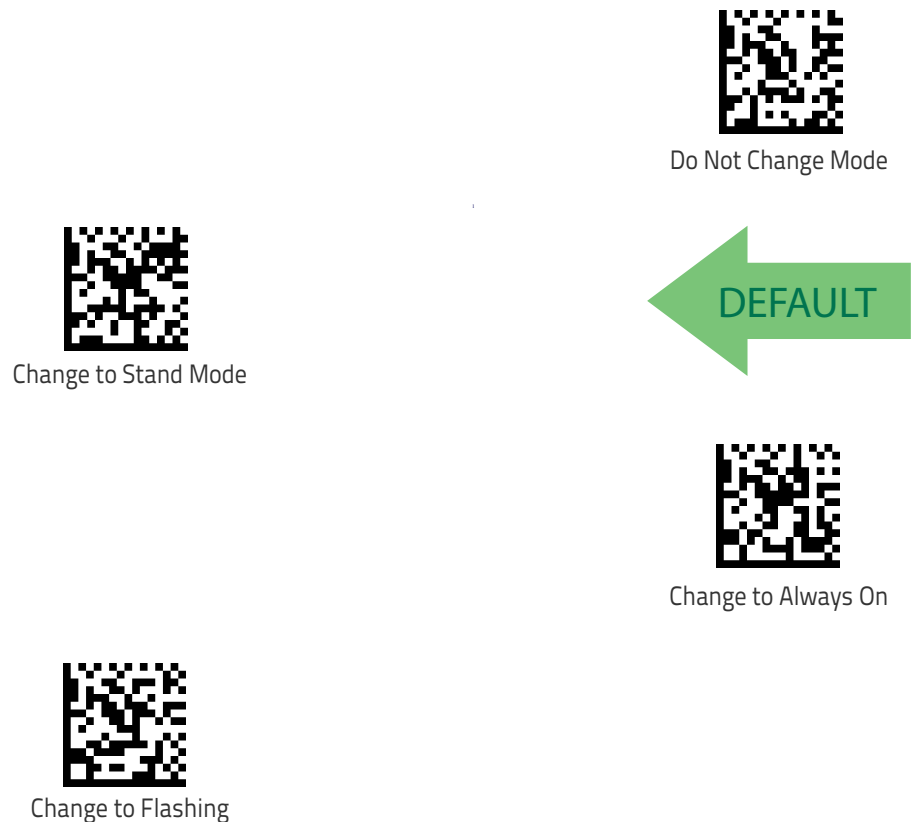 Do Not Change Mode
DEFAULT
Change to Stand Mode
Change to Always On
Change to Flashing